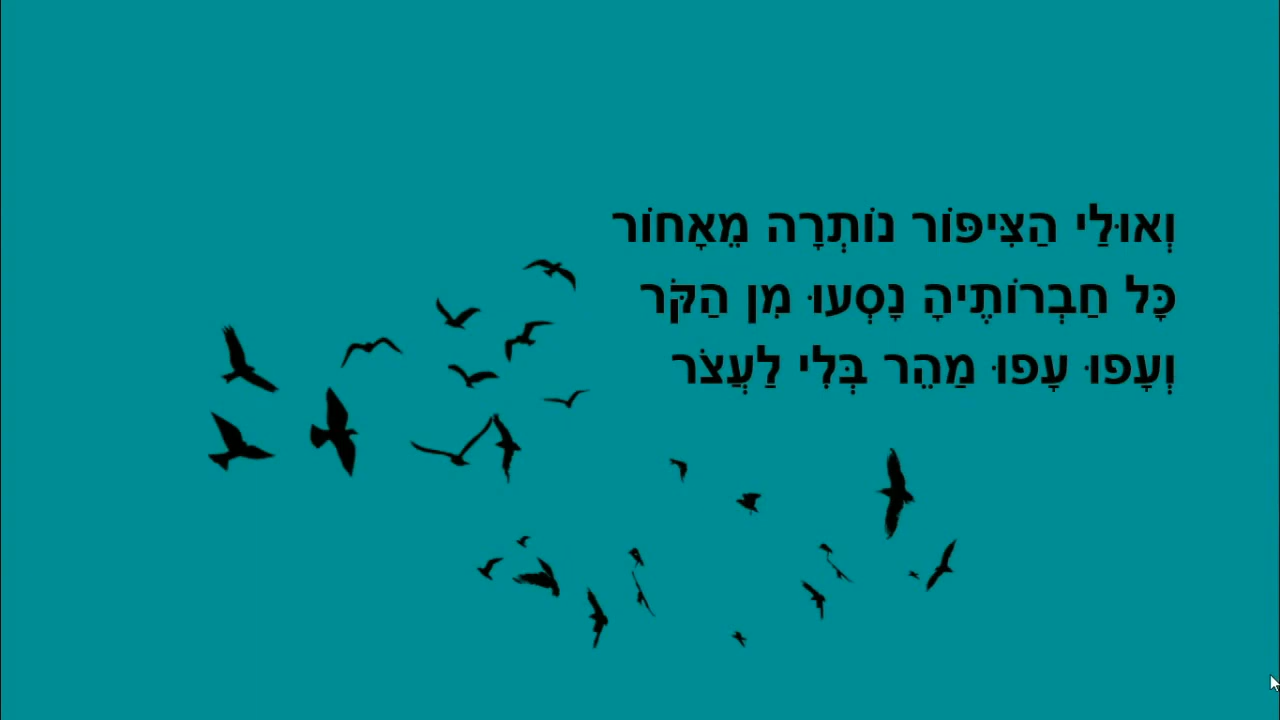 וְאוּלַי הַצִּיפּוֹר נוֹתְרָה מֵאָחוֹר
כָּל חַבְרוֹתֶיהָ נָסְעוּ מִן הַקֹּר
וְעָפוּ עָפוּ מַהֵר בְּלִי לַעֲצֹר